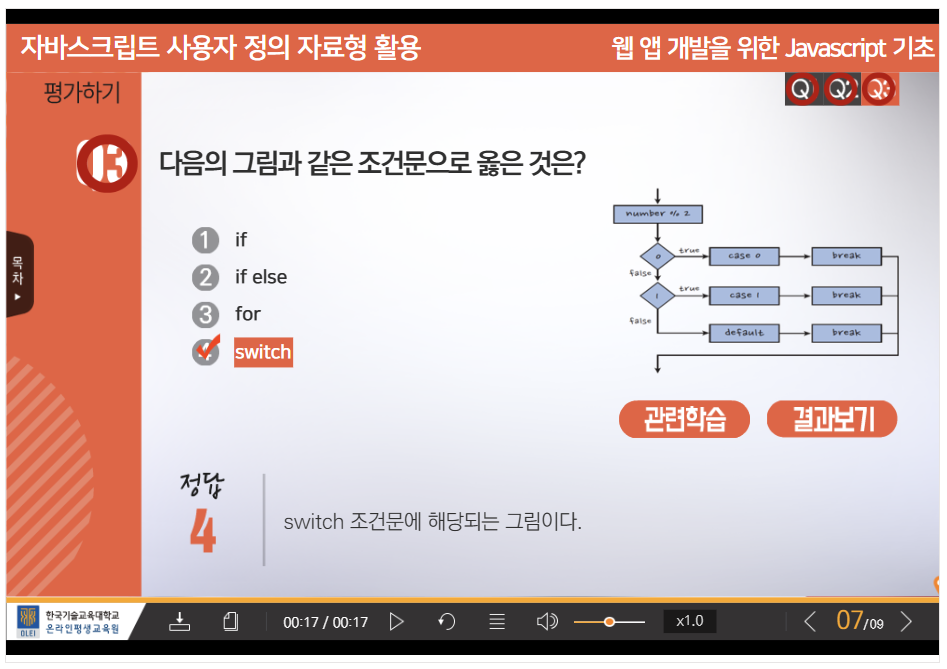 자바스크립트 사용자 정의 자료형 활용
웹 앱 개발을 위한 Javascript 기초
평가하기
Q Q2 Q3
03
다음의 그림과 같은 조건문으로 옳은 것은?
1 if
2 if else
3 for
4 switch
number % 2
0
true
case 0
break
false
1
true
case 1
break
false
default
break
목차
관련학습
결과보기
정답
4
switch 조건문에 해당되는 그림이다.
OLEI
한국기술교육대학교
온라인평생교육원
00:17 / 00:17
x1.0
07/09